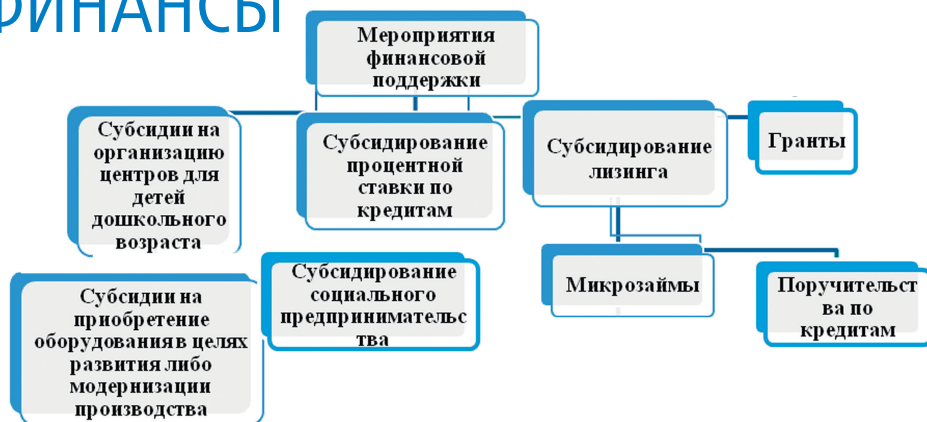 ФИНАНСЫ
Мероприятия
финансовой
поддержки
Субсидии на
организацию
центров для
детей
дошкольного
возраста
Субсидирование
процентной
ставки по
кредитам
Субсидирование
лизинга
Гранты
Субсидии на
приобретение
оборудования в целях
развития либо
модернизации
производства
Субсидирование
социального
предпринимательс
тва
Микрозаймы
Поручительст
ва по
кредитам